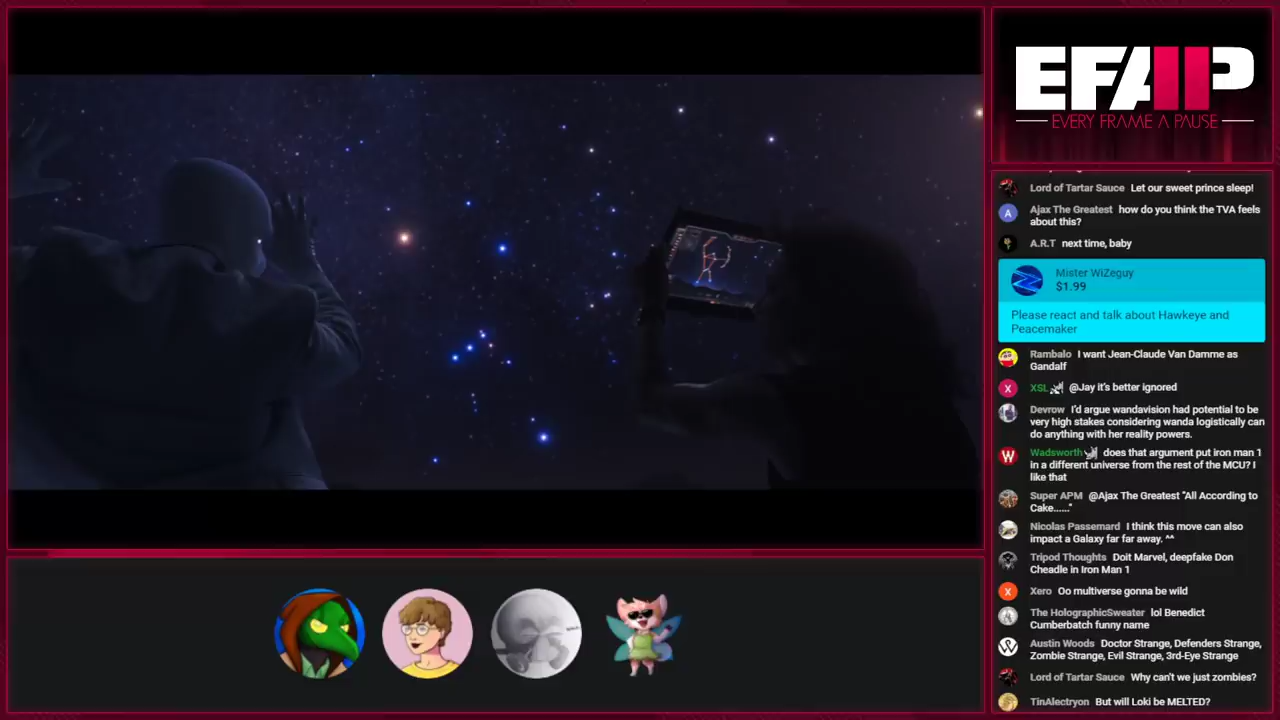 EFAP
EVERY FRAME A PAUSE
Lord of Tartar Sauce Let our sweet prince sleep!
A Ajax The Greatest how do you think the TVA feels
about this?
A.R.T next time, baby
Mister WiZeguy
$1.99
Please react and talk about Hawkeye and
Peacemaker
Rambalo I want Jean-Claude Van Damme as
Gandalf
X XSL @Jay it's better ignored
Devrow I'd argue wandavision had potential to be
very high stakes considering wanda logistically can
do anything with her reality powers.
W Wadsworth does that argument put iron man 1
in a different universe from the rest of the MCU? I
like that
Super APM @Ajax The Greatest "All According to
Cake......"
Nicolas Passemard I think this move can also
impact a Galaxy far far away. ^^
Tripod Thoughts Doit Marvel, deepfake Don
Cheadle in Iron Man 1
X Xero Oo multiverse gonna be wild
The HolographicSweater lol Benedict
Cumberbatch funny name
W Austin Woods Doctor Strange, Defenders Strange,
Zombie Strange, Evil Strange, 3rd-Eye Strange
Lord of Tartar Sauce Why can't we just zombies?
TinAlectryon But will Loki be MELTED?